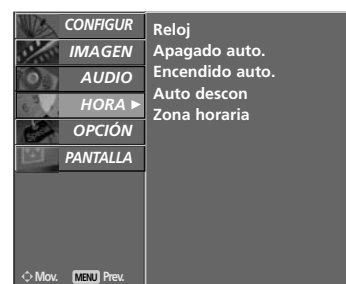 CONFIGUR
IMAGEN
AUDIO
HORA ►
OPCIÓN
PANTALLA
Reloj
Apagado auto.
Encendido auto.
Auto descon
Zona horaria
Mov. MENU Prev.